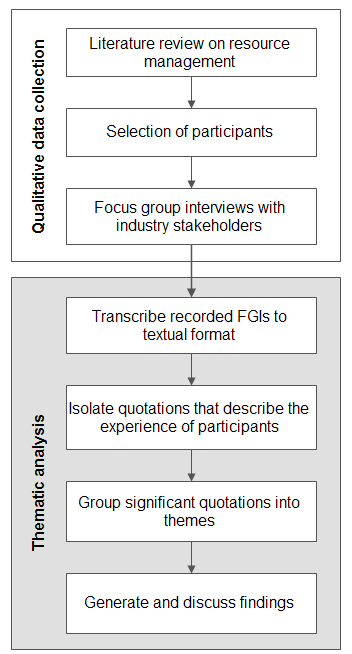 Qualitative data collection
Literature review on resource
management
Selection of participants
Focus group interviews with
industry stakeholders
Thematic analysis
Transcribe recorded FGIs to
textual format
Isolate quotations that describe the
experience of participants
Group significant quotations into
themes
Generate and discuss findings